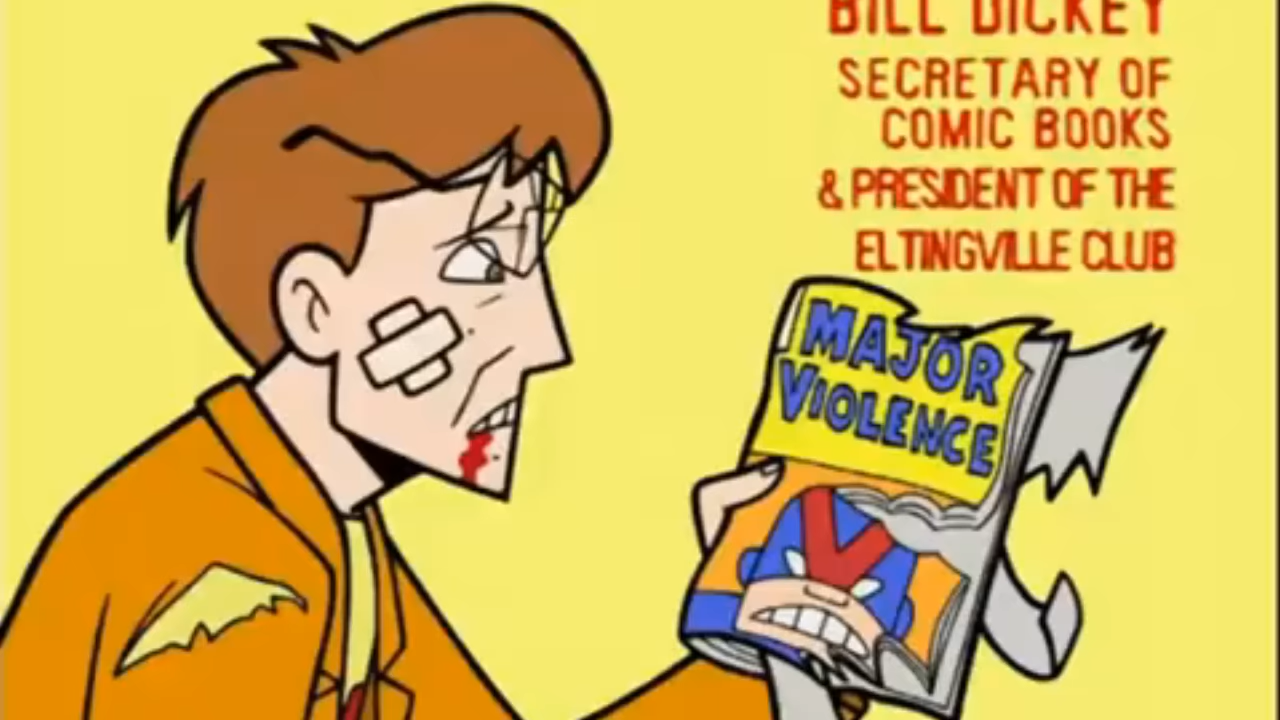 BILL DICKEY
SECRETARY OF
COMIC BOOKS
& PRESIDENT OF THE
ELTINGVILLE CLUB
MAJOR
VIOLENCE
V